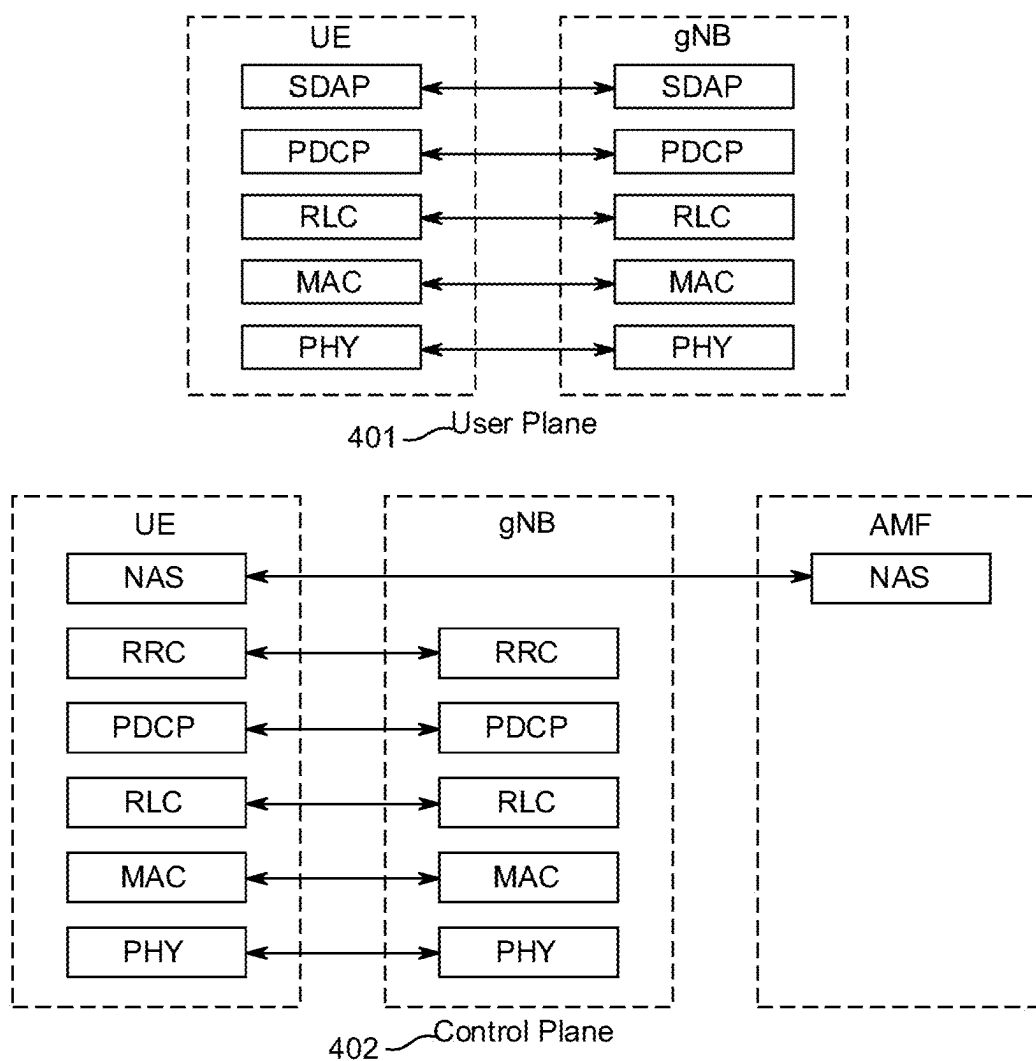 UE gNB
SDAP SDAP
PDCP PDCP
RLC RLC
MAC MAC
PHY PHY
401 User Plane
UE gNB AMF
NAS NAS
RRC RRC
PDCP PDCP
RLC RLC
MAC MAC
PHY PHY
402 Control Plane